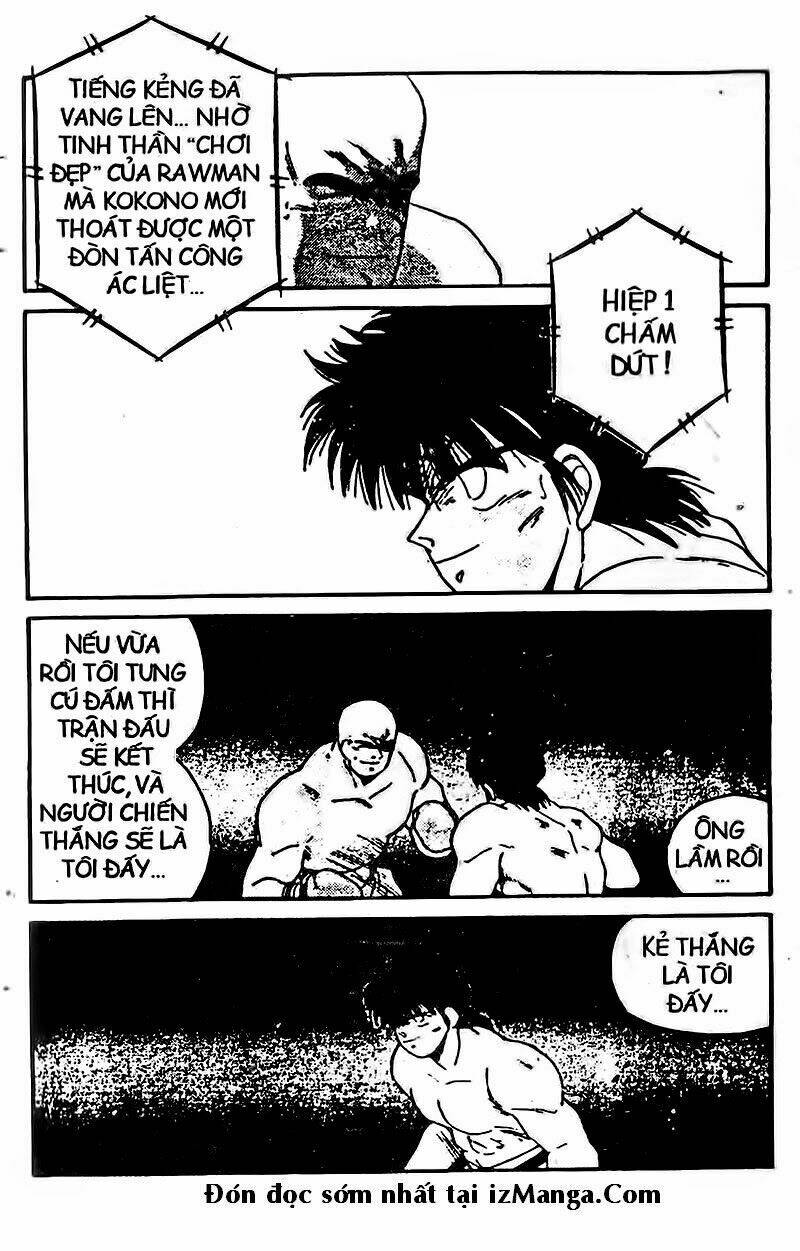 TIẾNG KẺNG ĐÃ
VANG LÊN... NHỜ
TINH THẦN "CHƠI
ĐẸP" CỦA RAWMAN
MÀ KOKONO MỚI
THOÁT ĐƯỢC MỘT
ĐÒN TẤN CÔNG
ÁC LIỆT...
HIỆP 1
CHẤM
DỨT!
NẾU VỪA
RỒI TÔI TUNG
CÚ ĐẤM THÌ
TRẬN ĐẤU
SẼ KẾT
THÚC, VÀ
NGƯỜI CHIẾN
THẮNG SẼ LÀ
TÔI ĐẤY...
ÔNG
LẦM RỒI
...
KẺ THẮNG
LÀ TÔI
ĐẤY...
Đón đọc sớm nhất tại izManga.Com